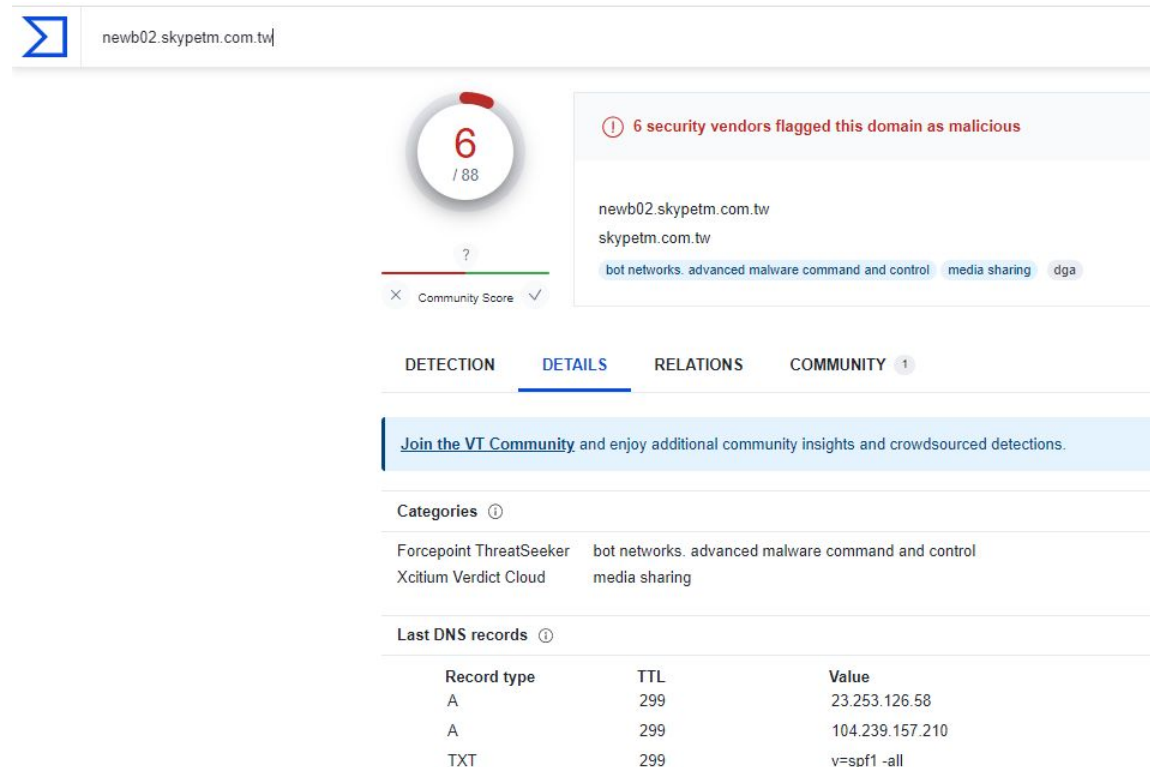 newb02.skypetm.com.tw
6
/ 88
6 security vendors flagged this domain as malicious
newb02.skypetm.com.tw
skypetm.com.tw
bot networks. advanced malware command and control media sharing dga
?
Community Score
DETECTION DETAILS RELATIONS COMMUNITY 1
Join the VT Community and enjoy additional community insights and crowdsourced detections.
Categories
Forcepoint ThreatSeeker bot networks. advanced malware command and control
Xcitium Verdict Cloud media sharing
Last DNS records
Record type TTL Value
A 299 23.253.126.58
A 299 104.239.157.210
TXT 299 v=spf1 -all